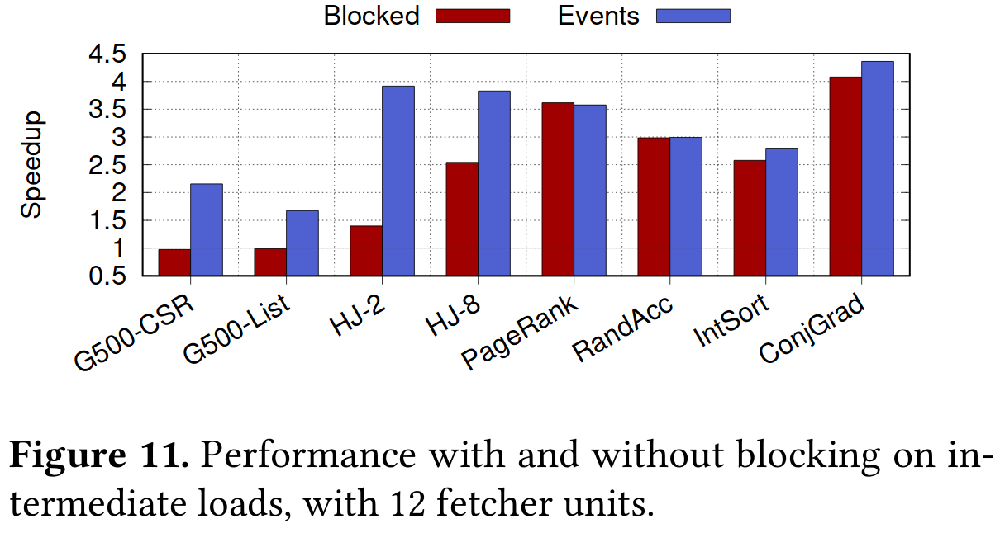 Blocked Events
4.5
4
3.5
3
2.5
2
1.5
1
0.5
Speedup
G500-CSR
G500-List
HJ-2
HJ-8
PageRank
RandAcc
IntSort
ConjGrad
Figure 11. Performance with and without blocking on in-
termediate loads, with 12 fetcher units.